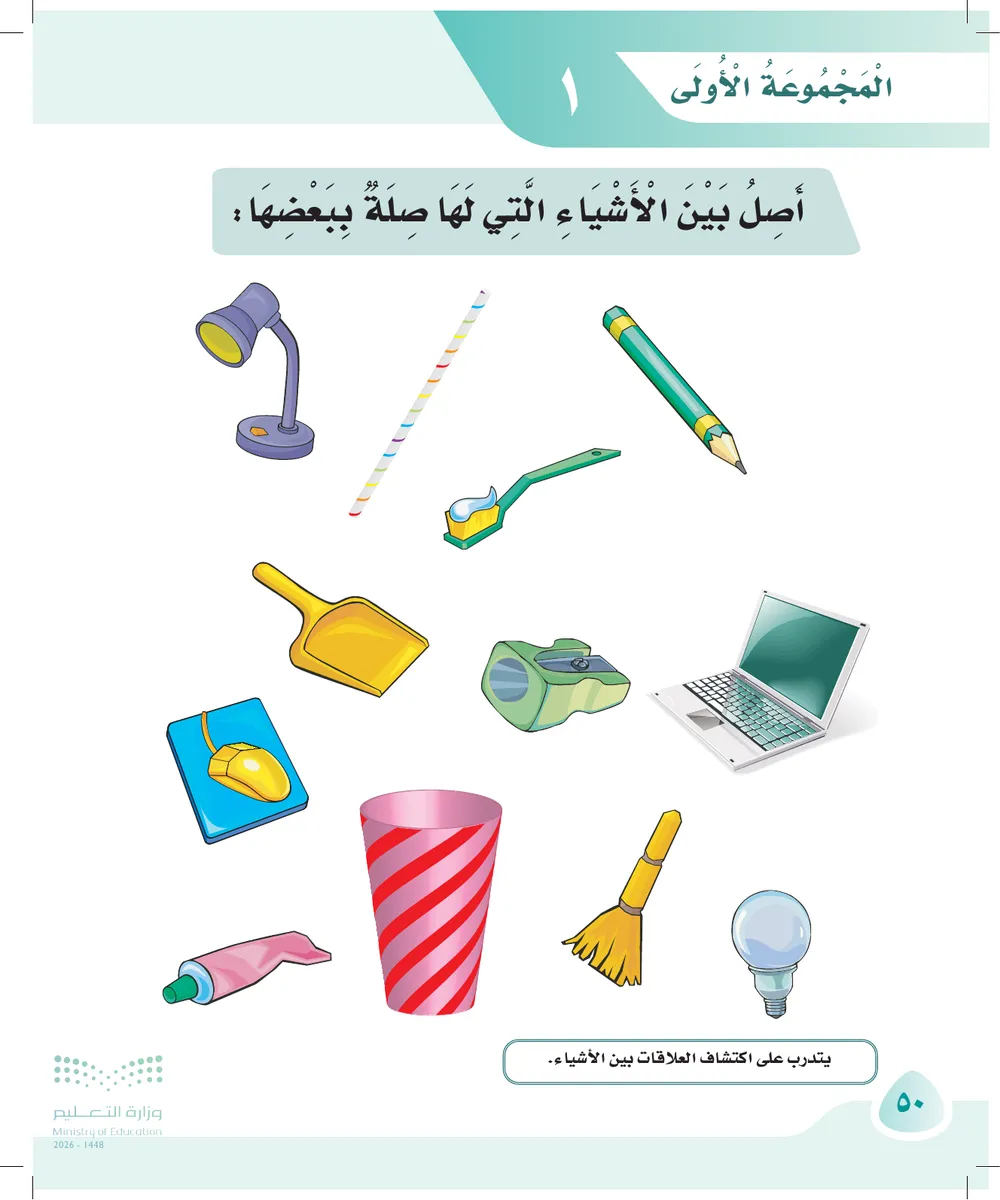 الْمَجْمُوعَةُ الْأُولَى
١
أَصِلُ بَيْنَ الْأَشْيَاءِ الَّتِي لَهَا صِلَةٌ بِبَعْضِهَا :
يتدرب على اكتشاف العلاقات بين الأشياء.
٥٠
وزارة التعليم
Ministry of Education
2026 - 1448